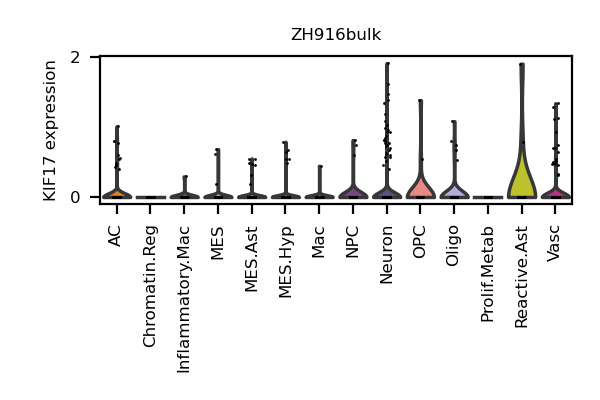 ZH916bulk
KIF17 expression
2
0
AC
Chromatin.Reg
Inflammatory.Mac
MES
MES.Ast
MES.Hyp
Mac
NPC
Neuron
OPC
Oligo
Prolif.Metab
Reactive.Ast
Vasc